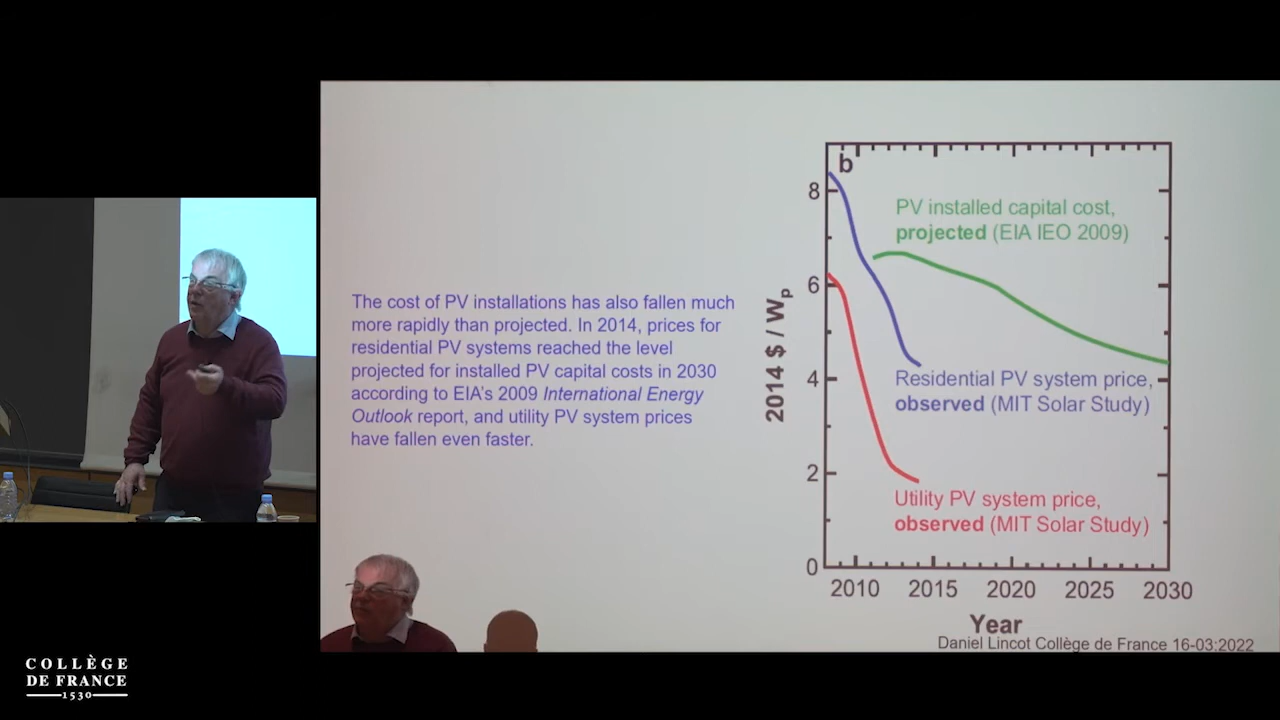 The cost of PV installations has also fallen much
more rapidly than projected. In 2014, prices for
residential PV systems reached the level
projected for installed PV capital costs in 2030
according to EIA's 2009 International Energy
Outlook report, and utility PV system prices
have fallen even faster.
b
PV installed capital cost,
projected (EIA IEO 2009)
Residential PV system price,
observed (MIT Solar Study)
Utility PV system price,
observed (MIT Solar Study)
2014 $ / Wp
8
6
4
2
0
2010 2015 2020 2025 2030
Year
Daniel Lincot Collège de France 16-03:2022
COLLÈGE
DE FRANCE
1530